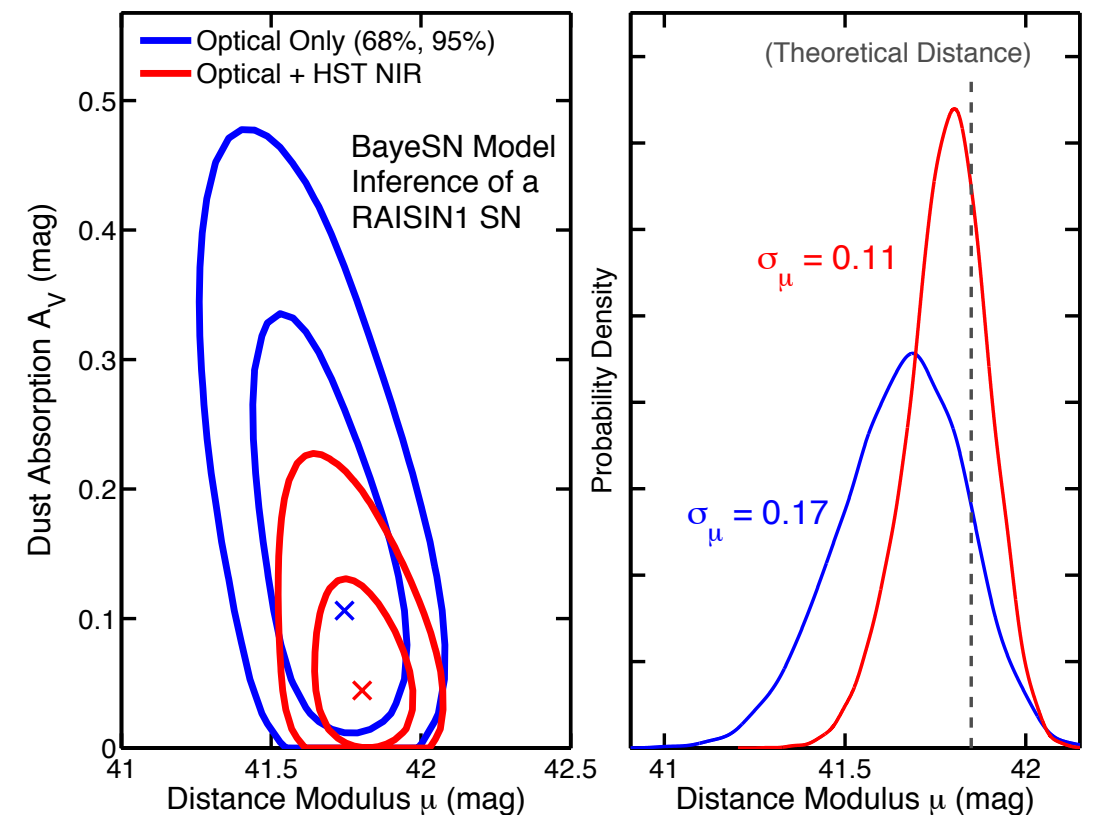 Optical Only (68%, 95%)
Optical + HST NIR
BayeSN Model
Inference of a
RAISIN1 SN
Dust Absorption A_V (mag)
0.5
0.4
0.3
0.2
0.1
0
41
41.5
42
42.5
Distance Modulus μ (mag)
(Theoretical Distance)
σ_μ = 0.11
σ_μ = 0.17
Probability Density
41
41.5
42
Distance Modulus μ (mag)